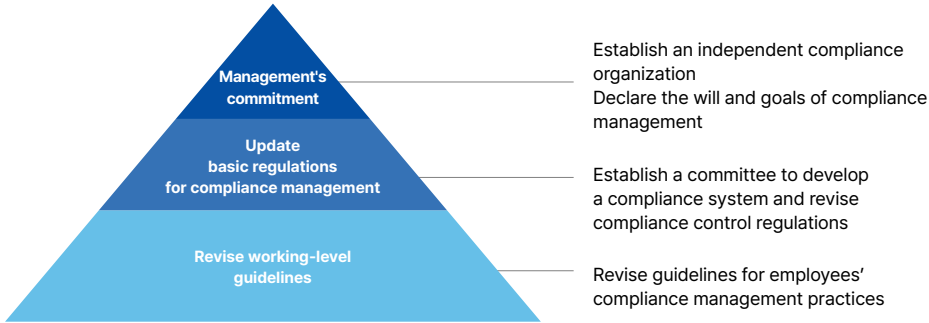 Management's
commitment
Establish an independent compliance
organization
Declare the will and goals of compliance
management
Update
basic regulations
for compliance management
Establish a committee to develop
a compliance system and revise
compliance control regulations
Revise working-level
guidelines
Revise guidelines for employees’
compliance management practices